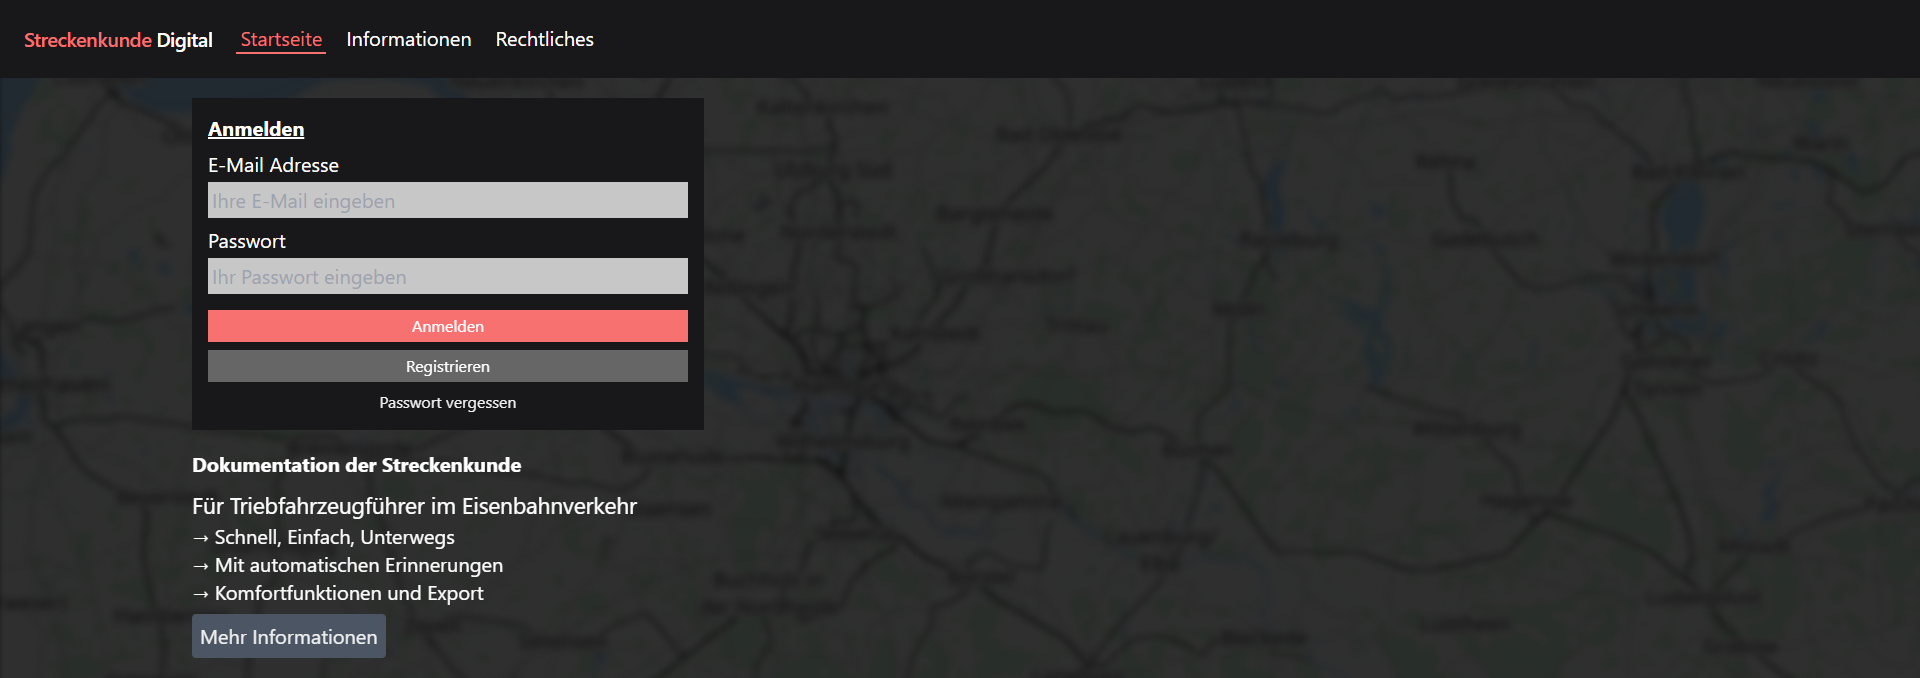 Streckenkunde Digital Startseite Informationen Rechtliches
Anmelden
E-Mail Adresse
Ihre E-Mail eingeben
Passwort
Ihr Passwort eingeben
Anmelden
Registrieren
Passwort vergessen
Dokumentation der Streckenkunde
Für Triebfahrzeugführer im Eisenbahnverkehr
→ Schnell, Einfach, Unterwegs
→ Mit automatischen Erinnerungen
→ Komfortfunktionen und Export
Mehr Informationen